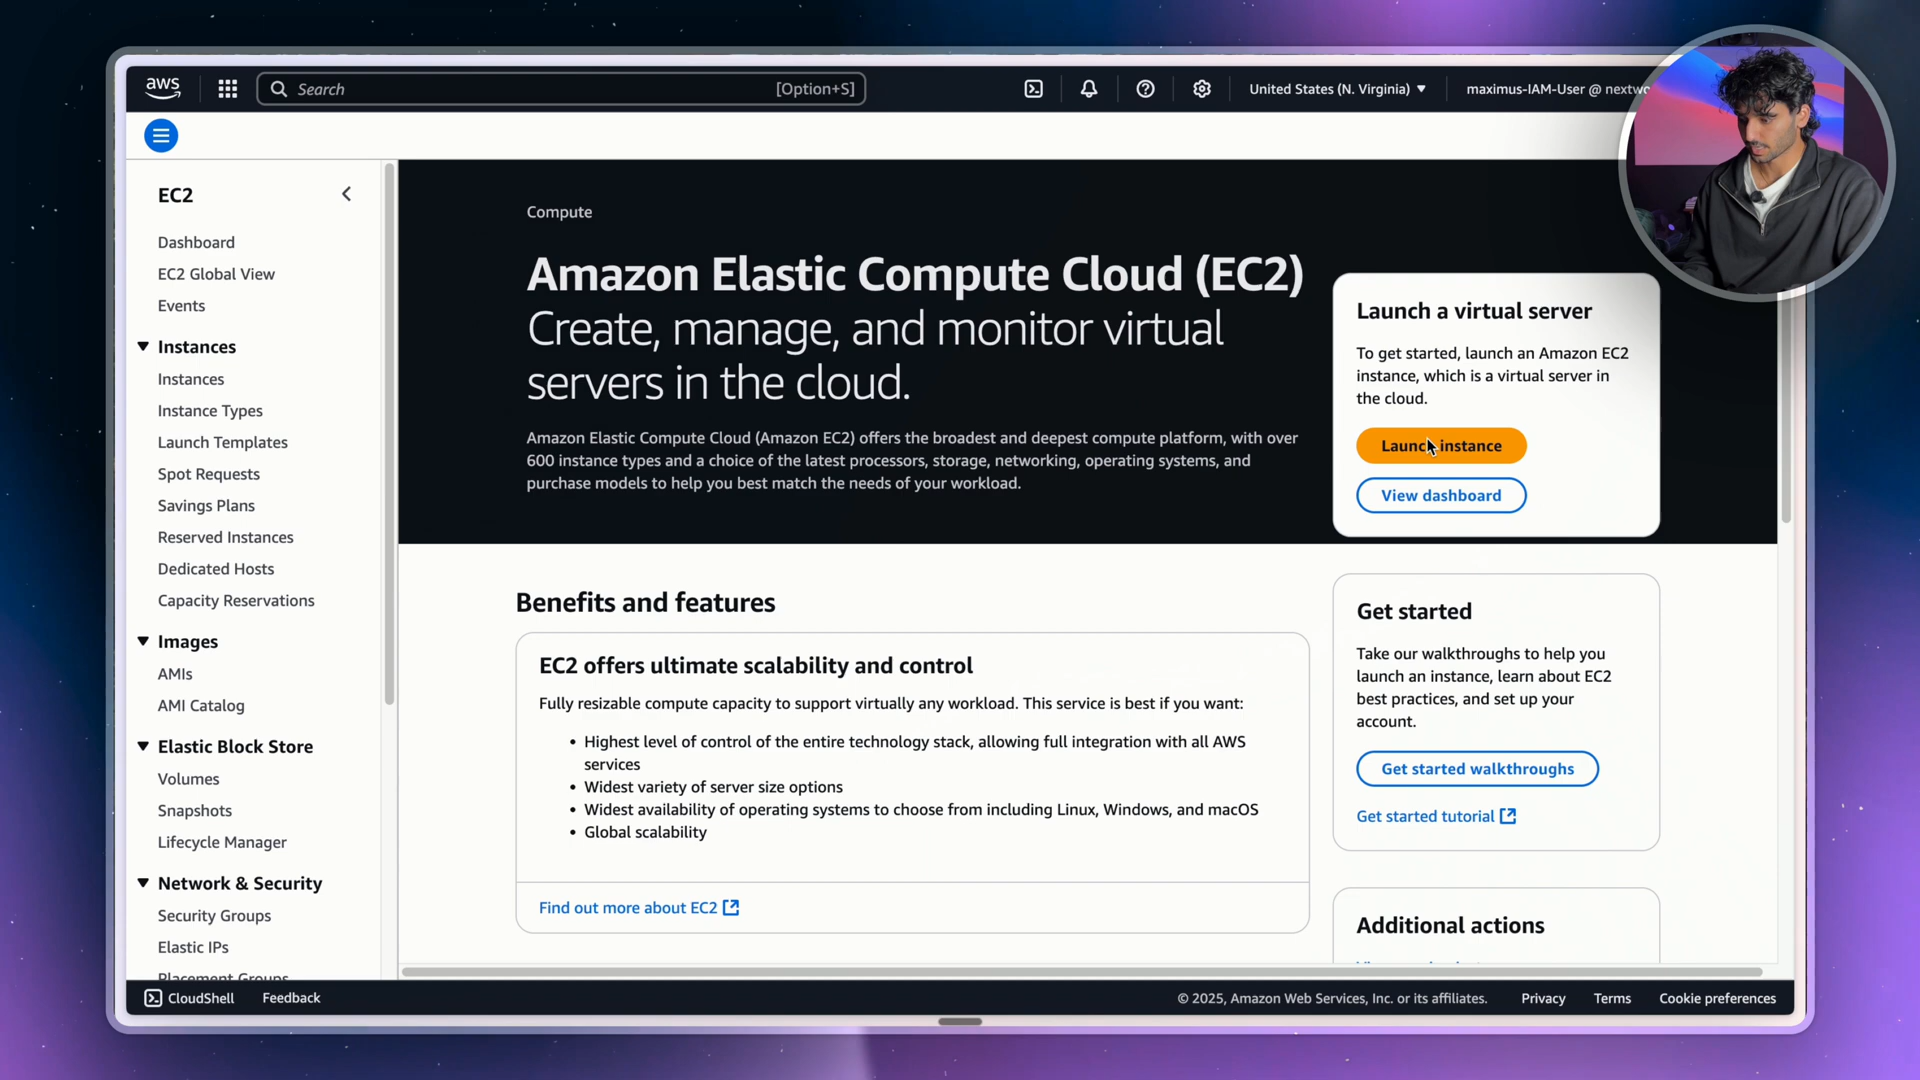 aws
Search
[Option+S]
United States (N. Virginia)
maximus-IAM-User @
EC2
Dashboard
EC2 Global View
Events
Instances
Instances
Instance Types
Launch Templates
Spot Requests
Savings Plans
Reserved Instances
Dedicated Hosts
Capacity Reservations
Images
AMIs
AMI Catalog
Elastic Block Store
Volumes
Snapshots
Lifecycle Manager
Network & Security
Security Groups
Elastic IPs
Placement Groups
Compute
Amazon Elastic Compute Cloud (EC2)
Create, manage, and monitor virtual
servers in the cloud.
Amazon Elastic Compute Cloud (Amazon EC2) offers the broadest and deepest compute platform, with over
600 instance types and a choice of the latest processors, storage, networking, operating systems, and
purchase models to help you best match the needs of your workload.
Launch a virtual server
To get started, launch an Amazon EC2
instance, which is a virtual server in
the cloud.
Launch instance
View dashboard
Benefits and features
EC2 offers ultimate scalability and control
Fully resizable compute capacity to support virtually any workload. This service is best if you want:
• Highest level of control of the entire technology stack, allowing full integration with all AWS
services
• Widest variety of server size options
• Widest availability of operating systems to choose from including Linux, Windows, and macOS
• Global scalability
Find out more about EC2
Get started
Take our walkthroughs to help you
launch an instance, learn about EC2
best practices, and set up your
account.
Get started walkthroughs
Get started tutorial
Additional actions
CloudShell
Feedback
© 2025, Amazon Web Services, Inc. or its affiliates.
Privacy
Terms
Cookie preferences